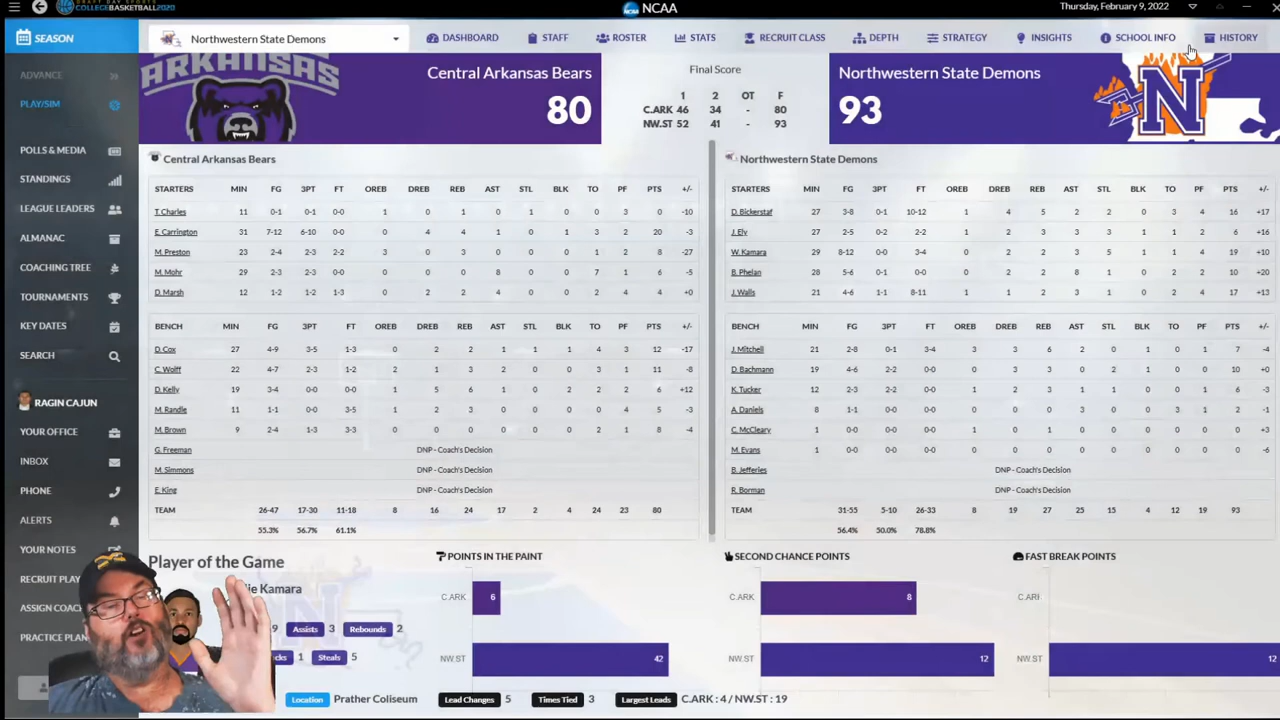 DRAFT DAY SPORTS
COLLEGE BASKETBALL 2020
NCAA
Thursday, February 9, 2022
SEASON
Northwestern State Demons
DASHBOARD STAFF ROSTER STATS RECRUIT CLASS DEPTH STRATEGY INSIGHTS SCHOOL INFO HISTORY
ADVANCE
PLAY/SIM
POLLS & MEDIA
STANDINGS
LEAGUE LEADERS
ALMANAC
COACHING TREE
TOURNAMENTS
KEY DATES
SEARCH
RAGIN CAJUN
YOUR OFFICE
INBOX
PHONE
ALERTS
YOUR NOTES
RECRUIT PLAY
ASSIGN COAC
PRACTICE PLAN
ARKANSAS
Central Arkansas Bears
80
Final Score
1 2 OT F
C.ARK 46 34 - 80
NW.ST 52 41 - 93
Northwestern State Demons
93
N
Central Arkansas Bears
STARTERS MIN FG 3PT FT OREB DREB REB AST STL BLK TO PF PTS +/-
T. Charles 11 0-1 0-1 0-0 1 0 1 0 1 0 0 3 0 -10
E. Carrington 31 7-12 6-10 0-0 0 4 4 1 0 1 3 2 20 -3
M. Preston 23 2-4 2-3 2-2 3 0 3 0 0 0 1 2 8 -27
M. Mohr 29 2-3 2-3 0-0 0 0 0 8 0 0 7 1 6 -5
D. Marsh 12 1-2 1-2 1-3 0 2 2 4 0 0 2 4 4 +0
BENCH MIN FG 3PT FT OREB DREB REB AST STL BLK TO PF PTS +/-
D. Cox 27 4-9 3-5 1-3 0 2 2 1 1 1 4 3 12 -17
C. Wolff 22 4-7 2-3 1-2 2 1 3 2 0 0 3 1 11 -8
D. Kelly 19 3-4 0-0 0-0 1 5 6 1 0 0 2 2 6 +12
M. Randle 11 1-1 0-0 3-5 1 2 3 0 0 0 0 4 5 -3
M. Brown 9 2-4 1-3 3-3 0 0 0 0 0 0 2 1 8 -4
G. Freeman DNP - Coach's Decision
M. Simmons DNP - Coach's Decision
E. King DNP - Coach's Decision
TEAM 26-47 17-30 11-18 8 16 24 17 2 4 24 23 80
55.3% 56.7% 61.1%
Northwestern State Demons
STARTERS MIN FG 3PT FT OREB DREB REB AST STL BLK TO PF PTS +/-
D. Bickerstaf 27 3-8 0-1 10-12 1 4 5 2 2 0 3 4 16 +17
J. Ely 27 2-5 0-2 2-2 1 2 3 3 3 1 1 2 6 +16
W. Kamara 29 8-12 0-0 3-4 0 2 2 3 5 1 1 4 19 +10
B. Phelan 28 5-6 0-1 0-0 0 2 2 8 1 0 2 2 10 +20
J. Walls 21 4-6 1-1 8-11 1 1 2 3 1 0 2 4 17 +13
BENCH MIN FG 3PT FT OREB DREB REB AST STL BLK TO PF PTS +/-
J. Mitchell 21 2-8 0-1 3-4 3 3 6 2 0 1 0 1 7 -4
D. Bachmann 19 4-6 2-2 0-0 0 3 3 0 2 1 0 0 10 +0
K. Tucker 12 2-3 2-2 0-0 1 2 3 1 1 0 0 0 6 -3
A. Daniels 8 1-1 0-0 0-0 0 0 0 3 0 0 3 1 2 -1
C. McCleary 1 0-0 0-0 0-0 1 0 1 0 0 0 0 1 0 +3
M. Evans 1 0-0 0-0 0-0 0 0 0 0 0 0 0 0 0 -6
B. Jefferies DNP - Coach's Decision
R. Borman DNP - Coach's Decision
TEAM 31-55 5-10 26-33 8 19 27 25 15 4 12 19 93
56.4% 50.0% 78.8%
Player of the Game
ie Kamara
9 Assists 3 Rebounds 2
cks 1 Steals 5
POINTS IN THE PAINT
C.ARK 6
NW.ST 42
SECOND CHANCE POINTS
C.ARK 8
NW.ST 12
FAST BREAK POINTS
C.ARK
NW.ST 12
Location Prather Coliseum Lead Changes 5 Times Tied 3 Largest Leads C.ARK : 4 / NW.ST : 19